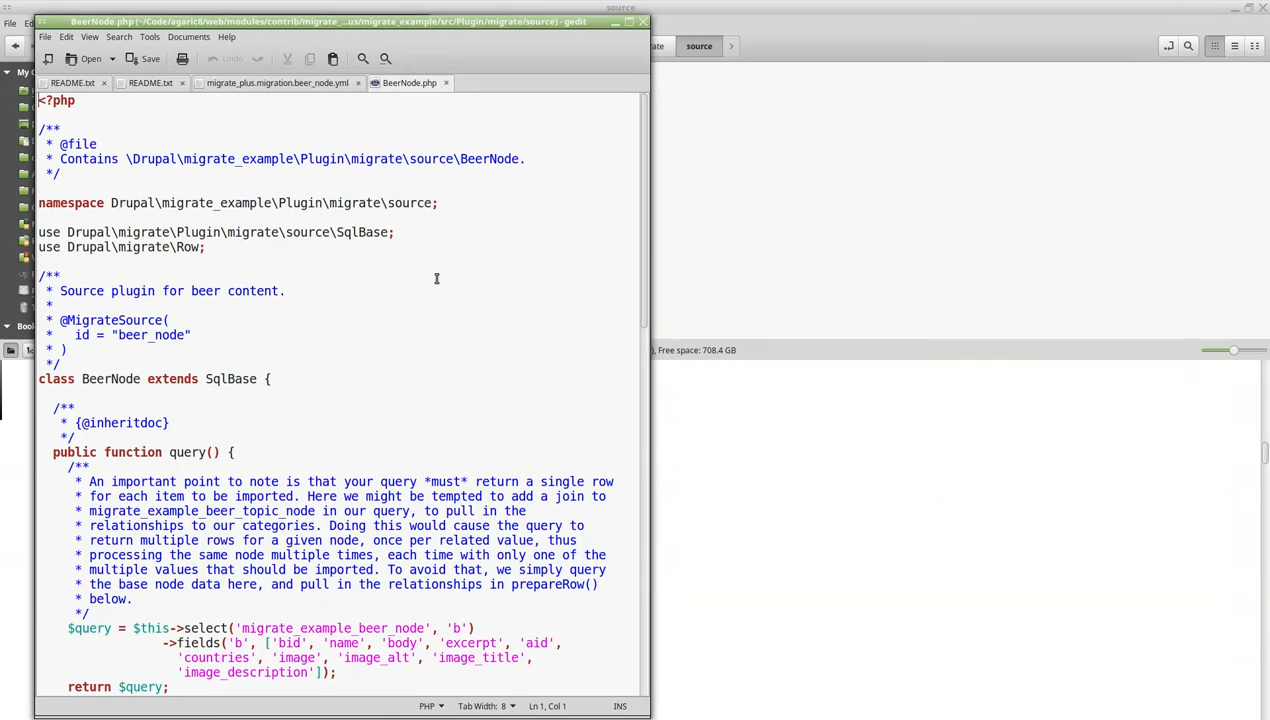 source
BeerNode.php (~/Code/agaric8/web/modules/contrib/migrate_...us/migrate_example/src/Plugin/migrate/source) - gedit
File
File Edit View Search Tools Documents Help
source
Open Save Undo
My
README.txt README.txt migrate_plus.migration.beer_node.yml BeerNode.php
<?php
/**
* @file
* Contains \Drupal\migrate_example\Plugin\migrate\source\BeerNode.
*/
namespace Drupal\migrate_example\Plugin\migrate\source;
use Drupal\migrate\Plugin\migrate\source\SqlBase;
use Drupal\migrate\Row;
/**
* Source plugin for beer content.
*
* @MigrateSource(
*   id = "beer_node"
* )
*/
class BeerNode extends SqlBase {
/**
* {@inheritdoc}
*/
public function query() {
/**
* An important point to note is that your query *must* return a single row
* for each item to be imported. Here we might be tempted to add a join to
* migrate_example_beer_topic_node in our query, to pull in the
* relationships to our categories. Doing this would cause the query to
* return multiple rows for a given node, once per related value, thus
* processing the same node multiple times, each time with only one of the
* multiple values that should be imported. To avoid that, we simply query
* the base node data here, and pull in the relationships in prepareRow()
* below.
*/
$query = $this->select('migrate_example_beer_node', 'b')
->fields('b', ['bid', 'name', 'body', 'excerpt', 'aid',
'countries', 'image', 'image_alt', 'image_title',
'image_description']);
return $query;
Boo
), Free space: 708.4 GB
PHP Tab Width: 8 Ln 1, Col 1 INS